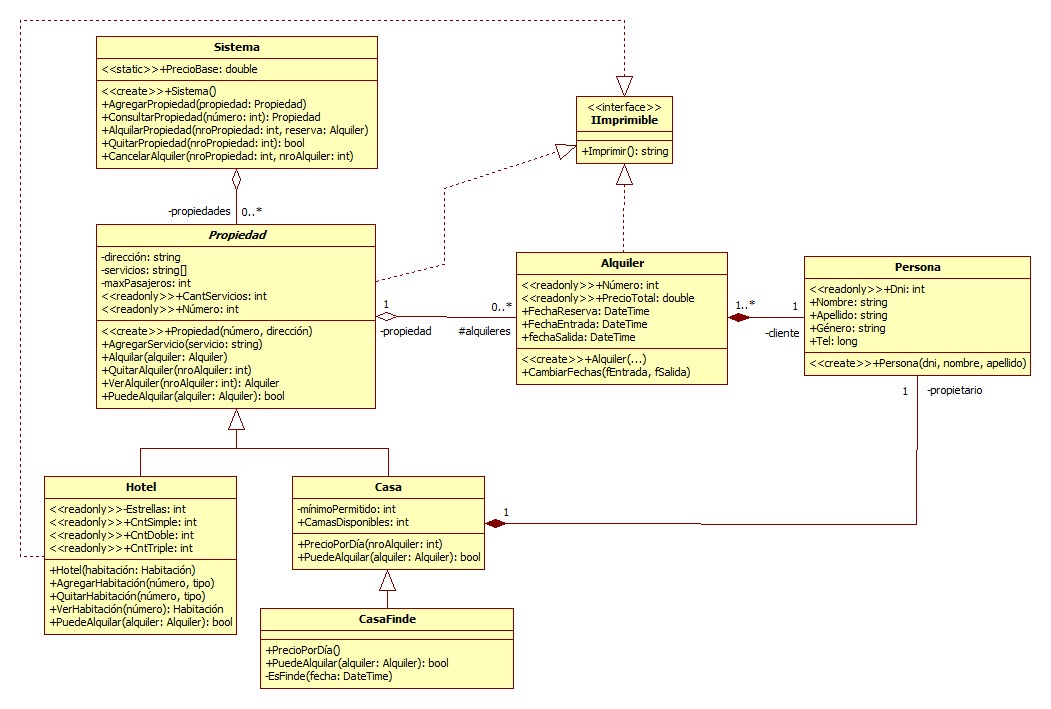 Sistema
<<static>>+PrecioBase: double
<<create>>+Sistema()
+AgregarPropiedad(propiedad: Propiedad)
+ConsultarPropiedad(número: int): Propiedad
+AlquilarPropiedad(nroPropiedad: int, reserva: Alquiler)
+QuitarPropiedad(nroPropiedad: int): bool
+CancelarAlquiler(nroPropiedad: int, nroAlquiler: int)
<<interface>>
IImprimible
+Imprimir(): string
-propiedades
0..*
Propiedad
-dirección: string
-servicios: string[]
-maxPasajeros: int
<<readonly>>+CantServicios: int
<<readonly>>+Número: int
<<create>>+Propiedad(número, dirección)
+AgregarServicio(servicio: string)
+Alquilar(alquiler: Alquiler)
+QuitarAlquiler(nroAlquiler: int)
+VerAlquiler(nroAlquiler: int): Alquiler
+PuedeAlquilar(alquiler: Alquiler): bool
1
-propiedad
0..*
#alquileres
Alquiler
<<readonly>>+Número: int
<<readonly>>+PrecioTotal: double
+FechaReserva: DateTime
+FechaEntrada: DateTime
+fechaSalida: DateTime
<<create>>+Alquiler(...)
+CambiarFechas(fEntrada, fSalida)
1..*
1
-cliente
Persona
<<readonly>>+Dni: int
+Nombre: string
+Apellido: string
+Género: string
+Tel: long
<<create>>+Persona(dni, nombre, apellido)
1
-propietario
Hotel
<<readonly>>-Estrellas: int
<<readonly>>+CntSimple: int
<<readonly>>+CntDoble: int
<<readonly>>+CntTriple: int
+Hotel(habitación: Habitación)
+AgregarHabitación(número, tipo)
+QuitarHabitación(número, tipo)
+VerHabitación(número): Habitación
+PuedeAlquilar(alquiler: Alquiler): bool
Casa
-mínimoPermitido: int
+CamasDisponibles: int
+PrecioPorDía(nroAlquiler: int)
+PuedeAlquilar(alquiler: Alquiler): bool
1
CasaFinde
+PrecioPorDía()
+PuedeAlquilar(alquiler: Alquiler): bool
-EsFinde(fecha: DateTime)